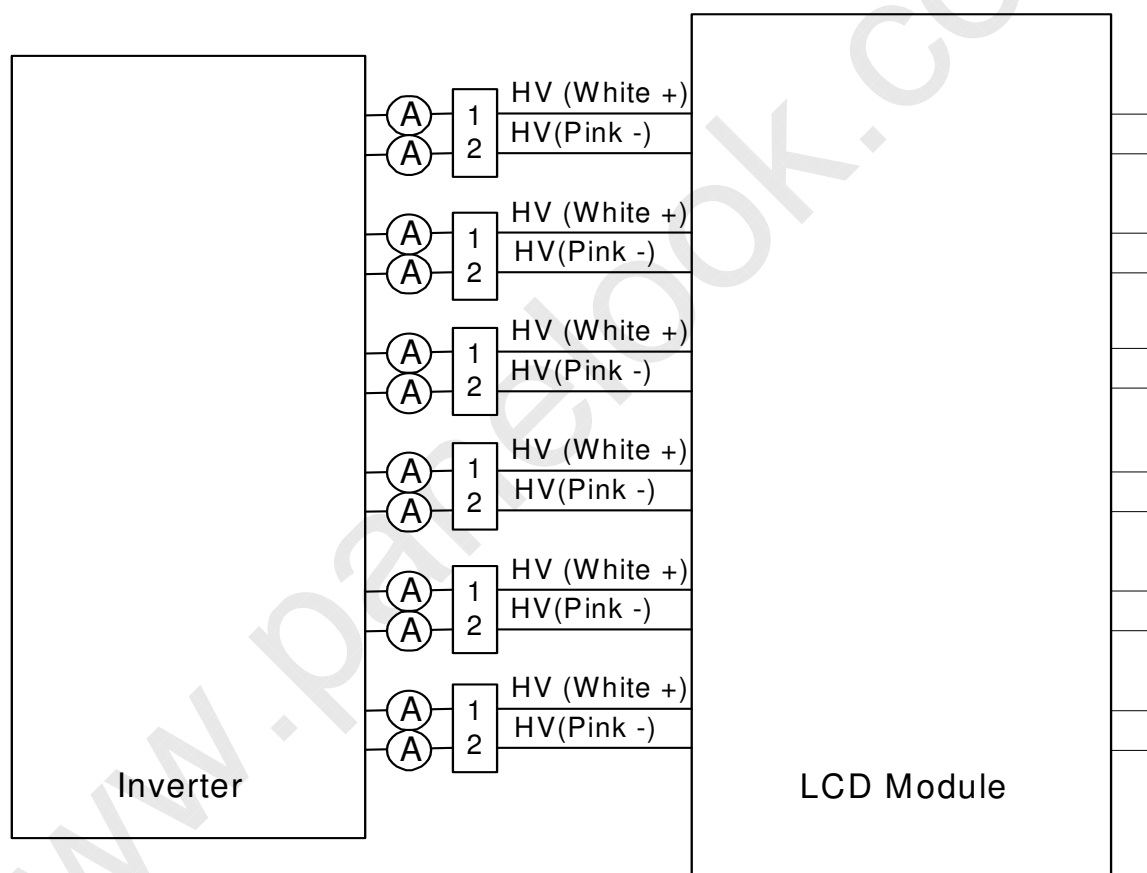 A 1 HV (White +)
A 2 HV(Pink -)
A 1 HV (White +)
A 2 HV(Pink -)
A 1 HV (White +)
A 2 HV(Pink -)
A 1 HV (White +)
A 2 HV(Pink -)
A 1 HV (White +)
A 2 HV(Pink -)
A 1 HV (White +)
A 2 HV(Pink -)
Inverter
LCD Module
www.panelook.co